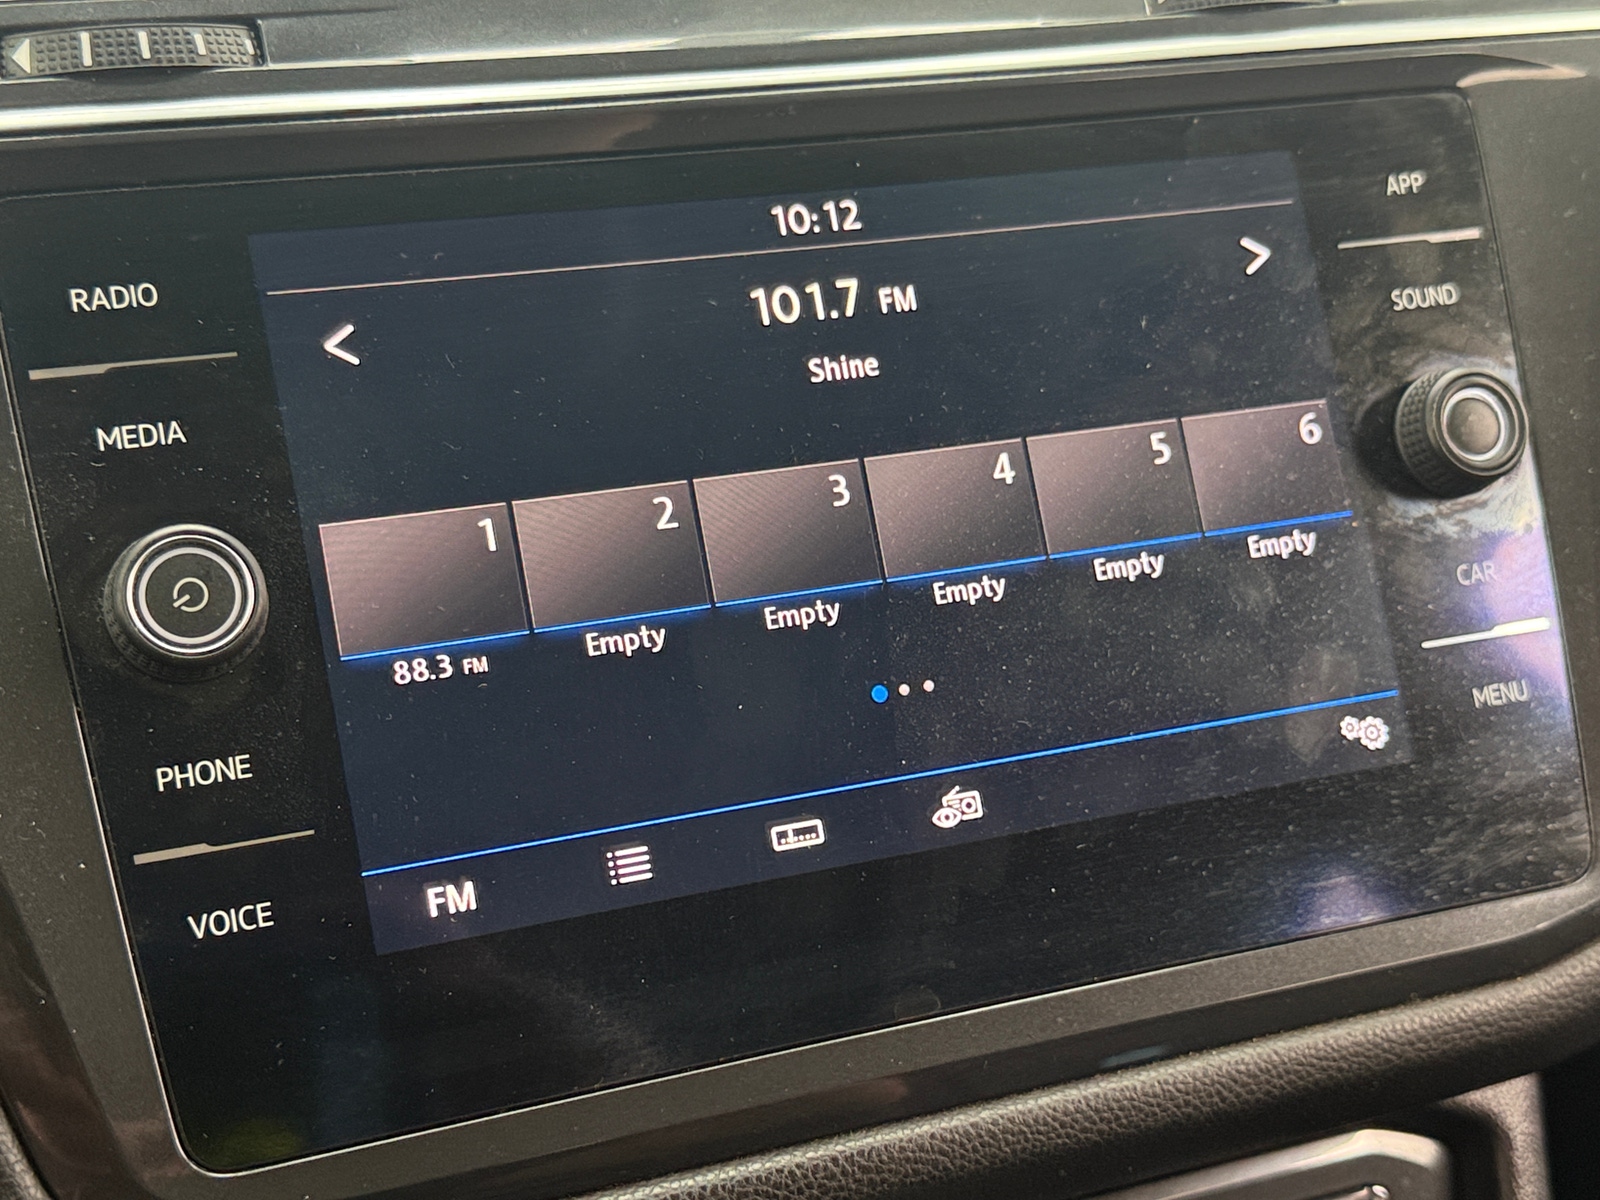 10:12
101.7 FM
Shine
1
2
3
4
5
6
88.3 FM
Empty
Empty
Empty
Empty
Empty
FM
RADIO
MEDIA
PHONE
VOICE
APP
SOUND
CAR
MENU